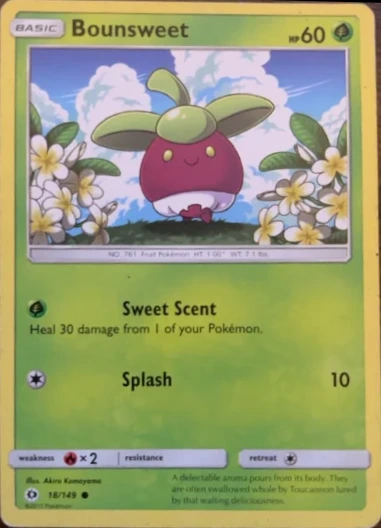 BASIC Bounsweet HP 60
NO. 761 Fruit Pokémon HT: 1'00" WT: 7.1 lbs.
Sweet Scent
Heal 30 damage from 1 of your Pokémon.
Splash 10
weakness ×2 resistance retreat
Illus. Akira Komayama
18/149
©2017 Pokémon
A delectable aroma pours from its body. They
are often swallowed whole by Toucannon lured
by that wafting deliciousness.